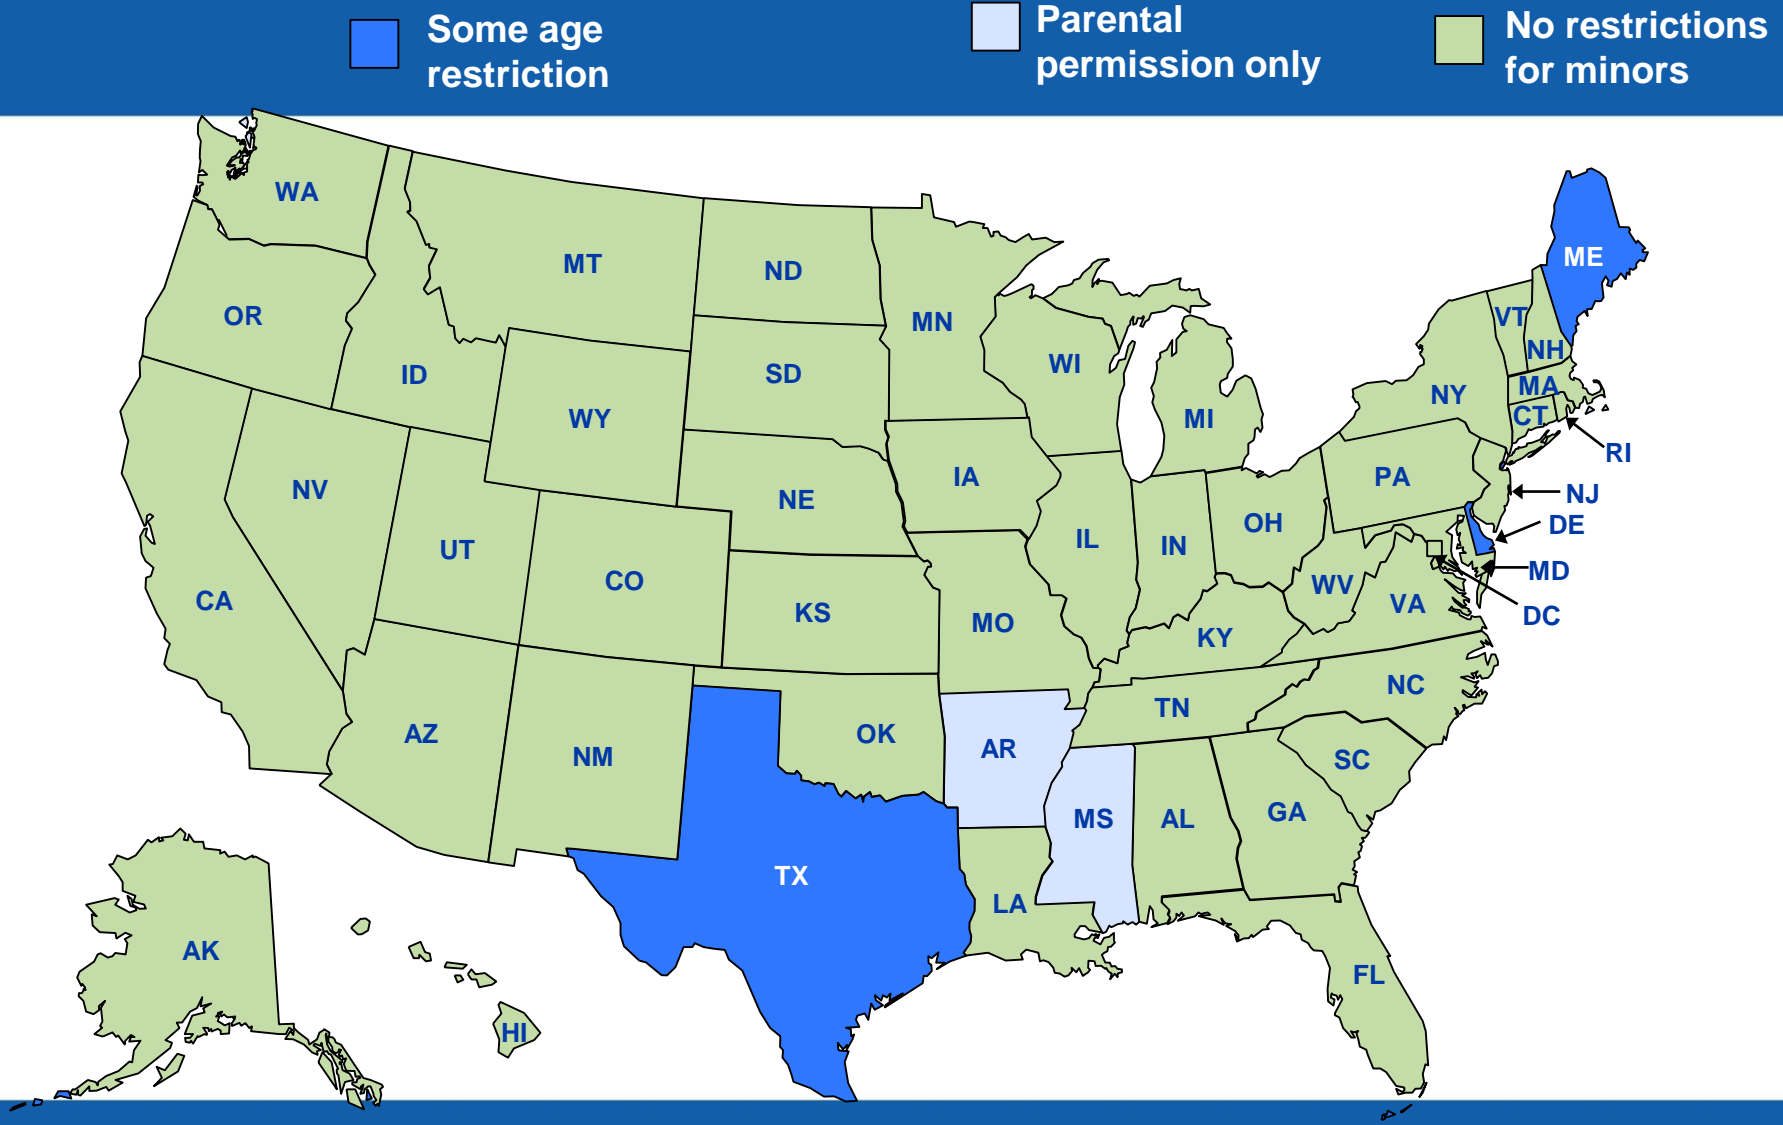 Some age
restriction
Parental
permission only
No restrictions
for minors
WA
OR
CA
NV
ID
MT
WY
UT
AZ
CO
NM
ND
SD
NE
KS
OK
TX
MN
IA
MO
AR
LA
WI
IL
MI
IN
OH
KY
TN
MS
AL
GA
FL
SC
NC
VA
WV
PA
NY
VT
NH
ME
MA
CT
RI
NJ
DE
MD
DC
AK
HI